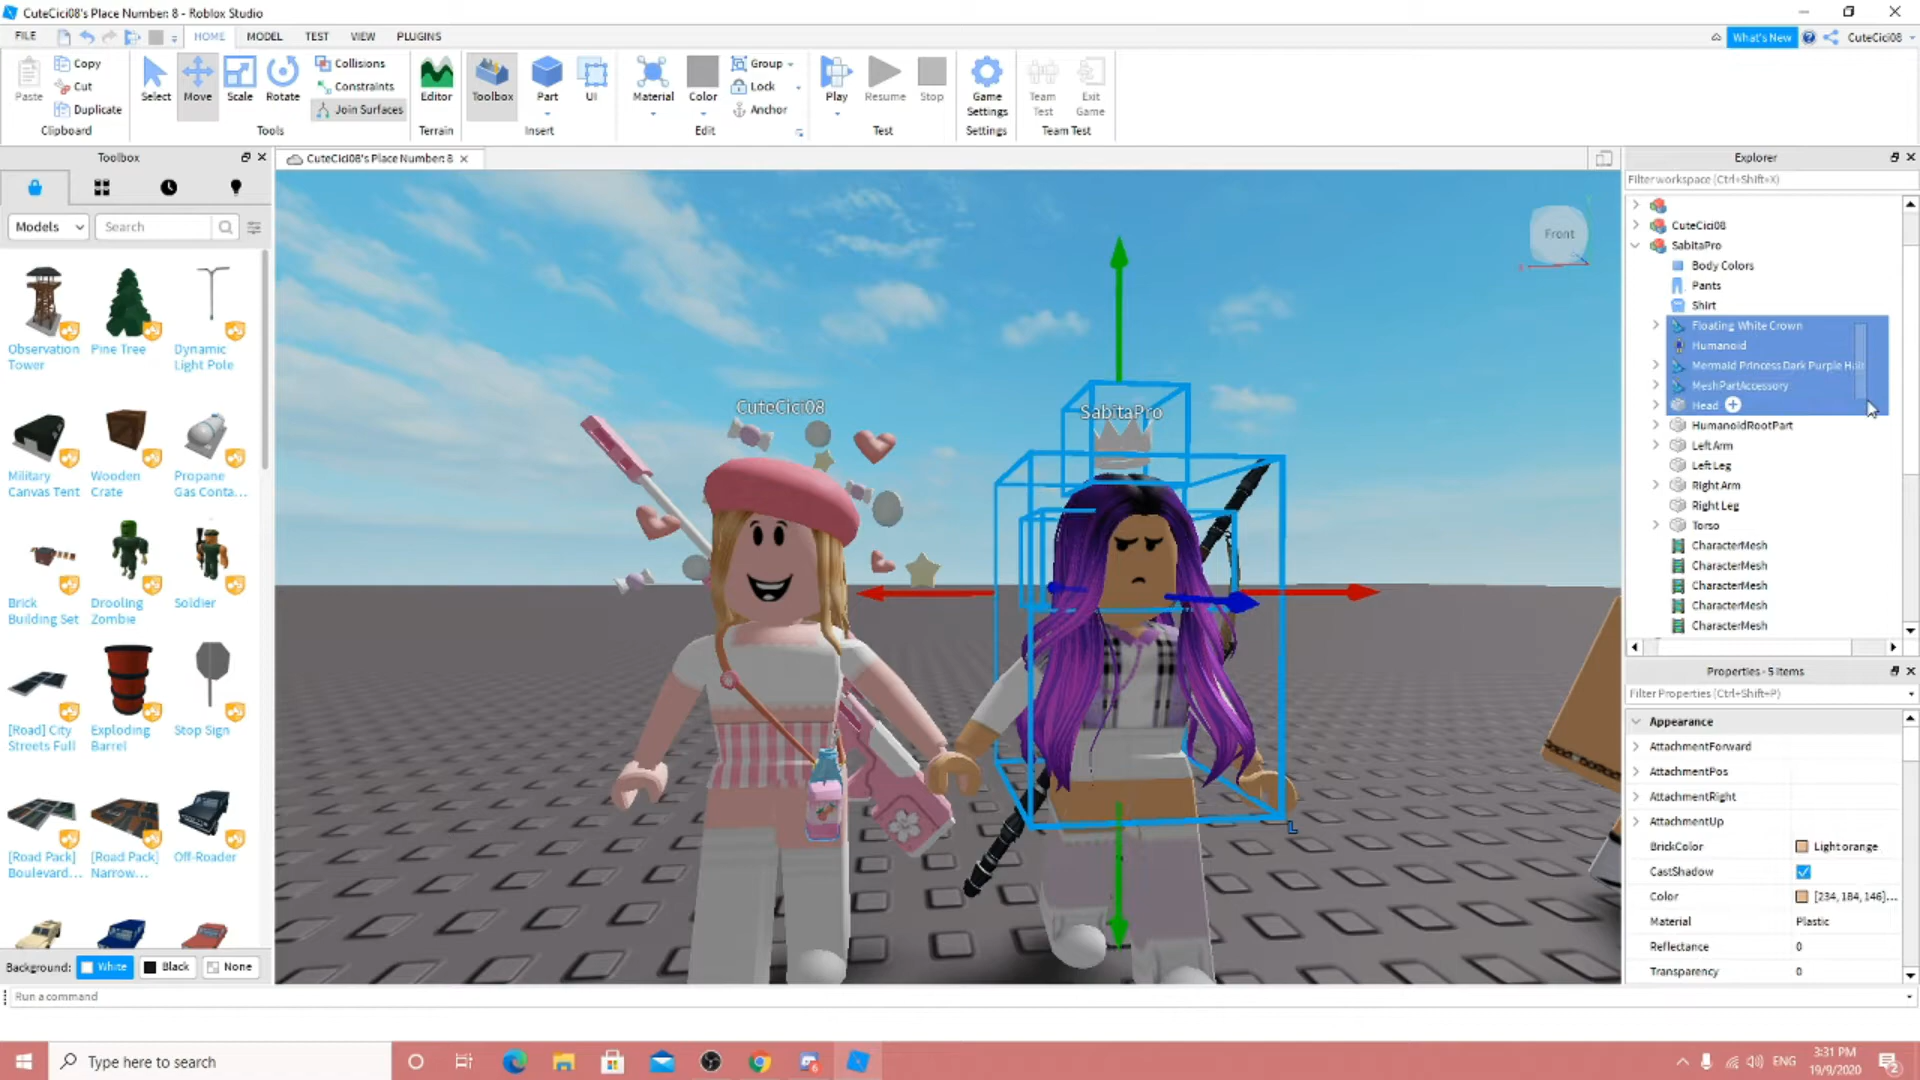 CuteCici08's Place Number: 8 - Roblox Studio
FILE HOME MODEL TEST VIEW PLUGINS What's New CuteCici08
Paste Copy Cut Duplicate Clipboard
Select Move Scale Rotate Collisions Constraints Join Surfaces Tools
Editor Terrain
Toolbox Part UI Insert
Material Color Group Lock Anchor Edit
Play Resume Stop Test
Game Settings Settings
Team Test Exit Game Team Test
Toolbox
Models Search
Observation Tower
Pine Tree
Dynamic Light Pole
Military Canvas Tent
Wooden Crate
Propane Gas Conta...
Brick Building Set
Drooling Zombie
Soldier
[Road] City Streets Full
Exploding Barrel
Stop Sign
[Road Pack] Boulevard...
[Road Pack] Narrow...
Off-Roader
Background: White Black None
CuteCici08's Place Number: 8
Front
CuteCici08
SabitaPro
Explorer
Filter workspace (Ctrl+Shift+X)
CuteCici08
SabitaPro
Body Colors
Pants
Shirt
Floating White Crown
Humanoid
Mermaid Princess Dark Purple Hair
MeshPartAccessory
Head
HumanoidRootPart
Left Arm
Left Leg
Right Arm
Right Leg
Torso
CharacterMesh
CharacterMesh
CharacterMesh
CharacterMesh
CharacterMesh
Properties - 5 items
Filter Properties (Ctrl+Shift+P)
Appearance
AttachmentForward
AttachmentPos
AttachmentRight
AttachmentUp
BrickColor Light orange
CastShadow
Color [234, 184, 146]...
Material Plastic
Reflectance 0
Transparency 0
Run a command
Type here to search
ENG
3:31 PM
19/9/2020